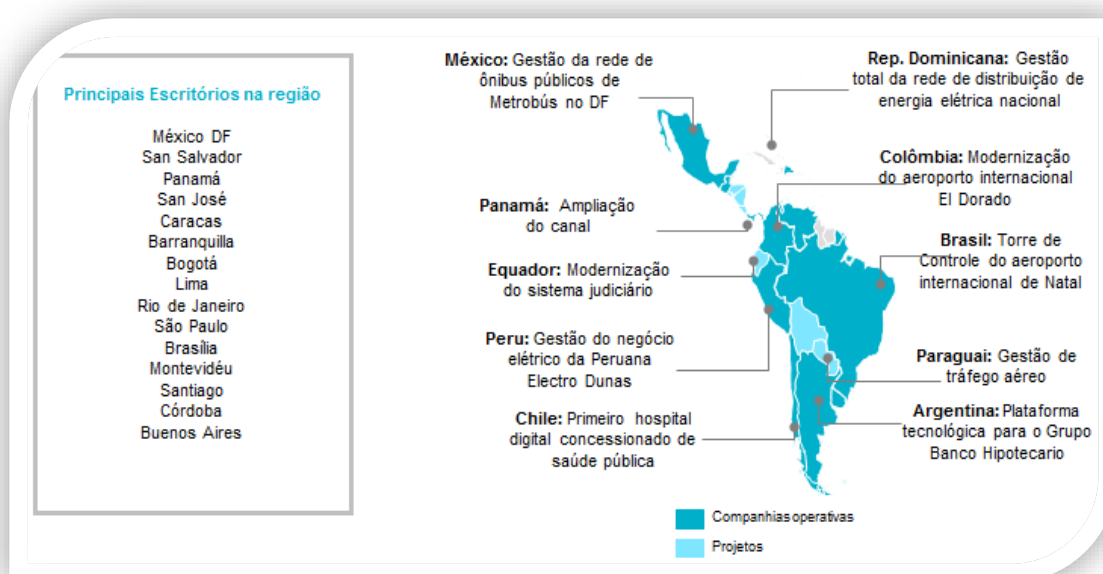 Principais Escritórios na região
México DF
San Salvador
Panamá
San José
Caracas
Barranquilla
Bogotá
Lima
Rio de Janeiro
São Paulo
Brasília
Montevidéu
Santiago
Córdoba
Buenos Aires
México: Gestão da rede de
ônibus públicos de
Metrobús no DF
Panamá: Ampliação
do canal
Equador: Modernização
do sistema judiciário
Peru: Gestão do negócio
elétrico da Peruana
Electro Dunas
Chile: Primeiro hospital
digital concessionado de
saúde pública
Rep. Dominicana: Gestão
total da rede de distribuição de
energia elétrica nacional
Colômbia: Modernização
do aeroporto internacional
El Dorado
Brasil: Torre de
Controle do aeroporto
internacional de Natal
Paraguai: Gestão de
tráfego aéreo
Argentina: Plataforma
tecnológica para o Grupo
Banco Hipotecario
Companhias operativas
Projetos